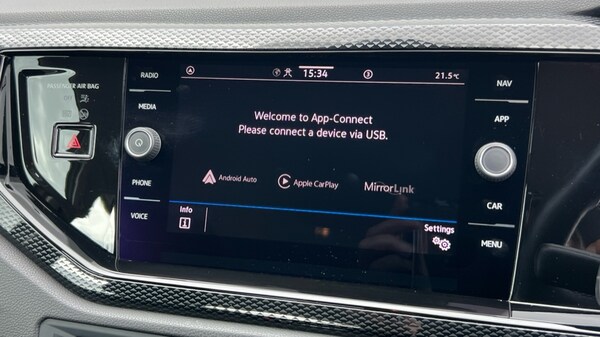 PASSENGER AIR BAG
RADIO
MEDIA
PHONE
VOICE
15:34
3
21.5°C
Welcome to App-Connect
Please connect a device via USB.
Android Auto
Apple CarPlay
MirrorLink
Info
Settings
NAV
APP
CAR
MENU